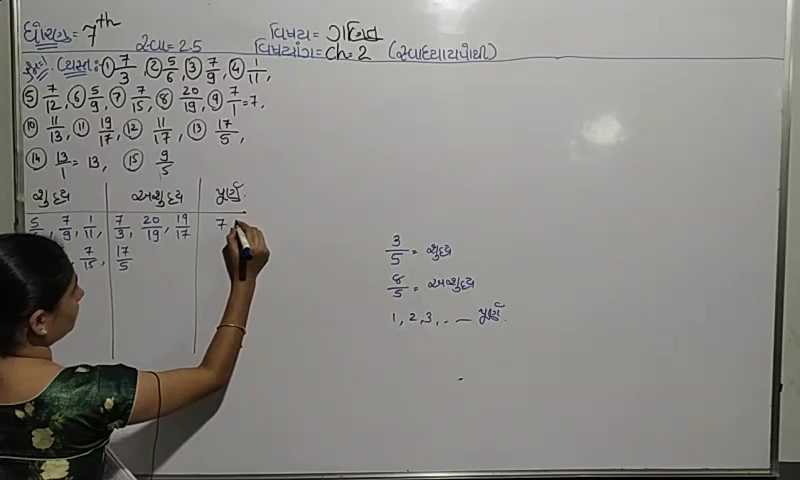 ધોરણ = 7th
વિષય = ગણિત
સ્વા = 2.5
વિષયાંગ = ch = 2 (સ્વાધ્યાયપોથી)
વ્યસ્ત : ① 7/3, ② 5/6, ③ 7/9, ④ 1/11,
⑤ 7/12, ⑥ 5/9, ⑦ 7/15, ⑧ 20/19, ⑨ 7/1 = 7,
⑩ 11/13, ⑪ 19/17, ⑫ 11/17, ⑬ 17/5,
⑭ 13/1 = 13, ⑮ 9/5
શુદ્ધ અશુદ્ધ પૂર્ણ
5/ , 7/9, 1/11, 7/3, 20/19, 19/17 7
7/15, 17/5
3/5 = શુદ્ધ
8/5 = અશુદ્ધ
1, 2, 3, .. — પૂર્ણ.